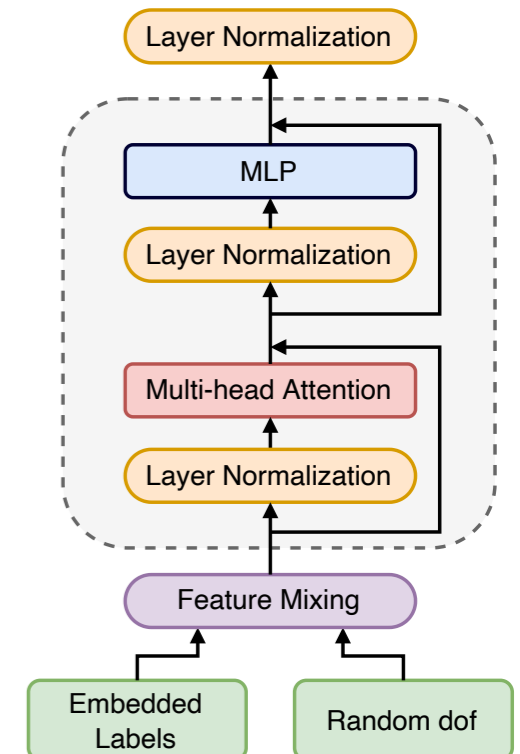 Layer Normalization
MLP
Layer Normalization
Multi-head Attention
Layer Normalization
Feature Mixing
Embedded
Labels
Random dof